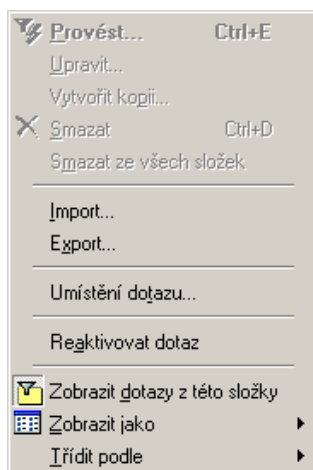 Provést... Ctrl+E
Upravit...
Vytvořit kopii...
Smazat Ctrl+D
Smazat ze všech složek
Import...
Export...
Umístění dotazu...
Reaktivovat dotaz
Zobrazit dotazy z této složky
Zobrazit jako
Třídit podle